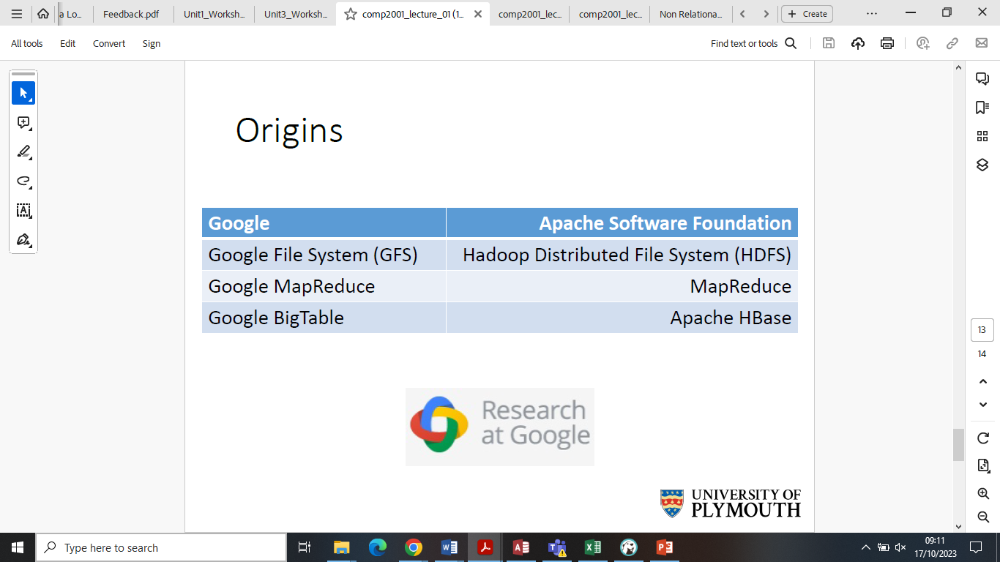 a Lo...
Feedback.pdf
Unit1_Worksh...
Unit3_Worksh...
comp2001_lecture_01 (1...
comp2001_lec...
comp2001_lec...
Non Relationa...
Create
All tools
Edit
Convert
Sign
Find text or tools
Origins
Google
Apache Software Foundation
Google File System (GFS)
Hadoop Distributed File System (HDFS)
Google MapReduce
MapReduce
Google BigTable
Apache HBase
Research
at Google
UNIVERSITY OF
PLYMOUTH
13
14
Type here to search
09:11
17/10/2023